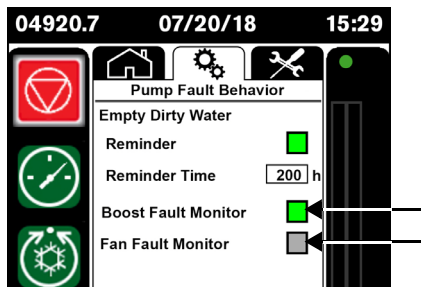 04920.7 07/20/18 15:29
Pump Fault Behavior
Empty Dirty Water
Reminder
Reminder Time 200 h
Boost Fault Monitor
Fan Fault Monitor